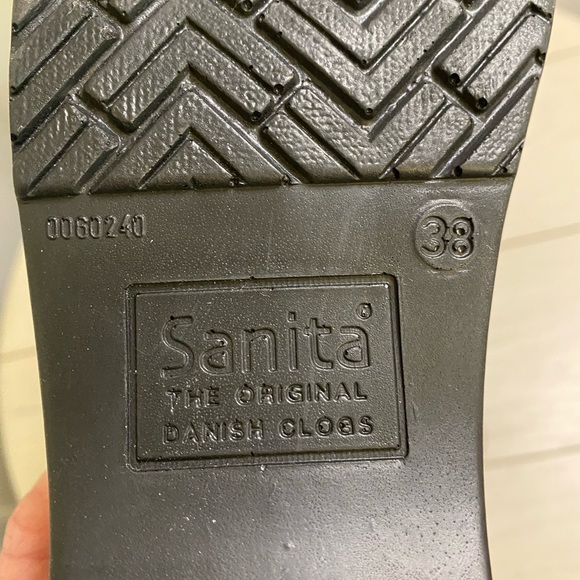 0060240
38
Sanita
THE ORIGINAL
DANISH CLOGS